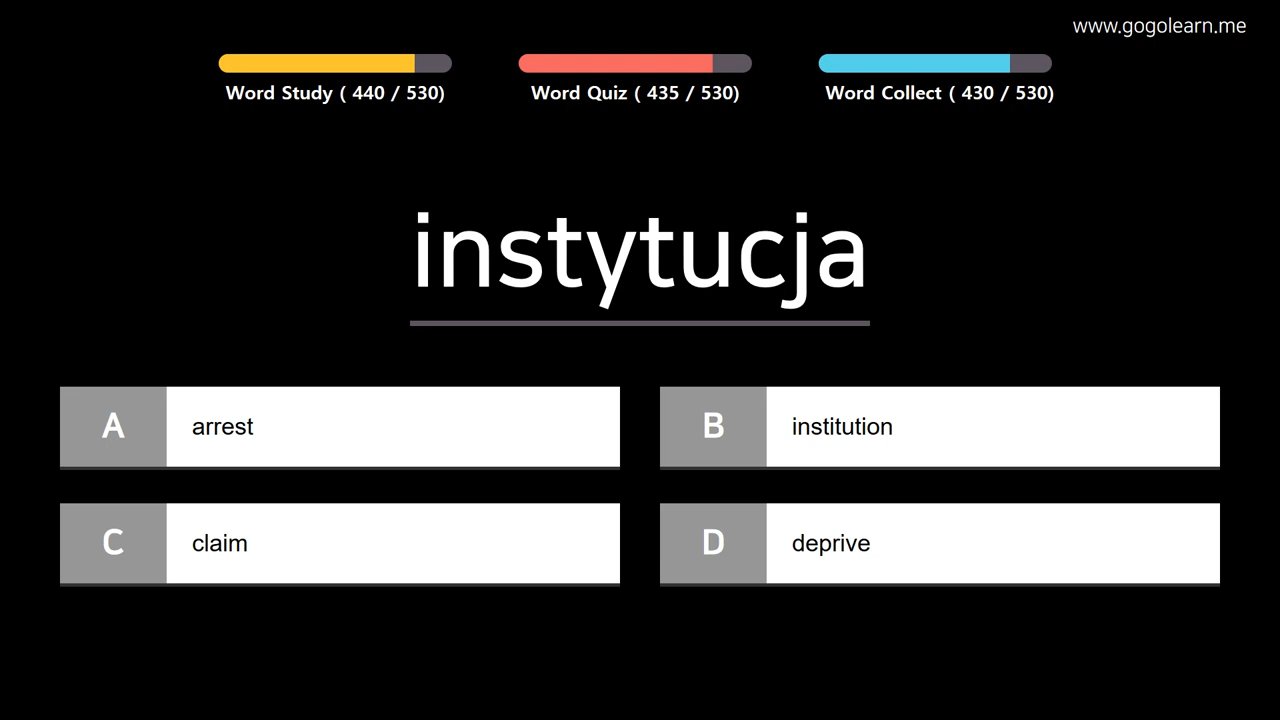 www.gogolearn.me
Word Study ( 440 / 530)
Word Quiz ( 435 / 530)
Word Collect ( 430 / 530)
instytucja
A arrest
B institution
C claim
D deprive